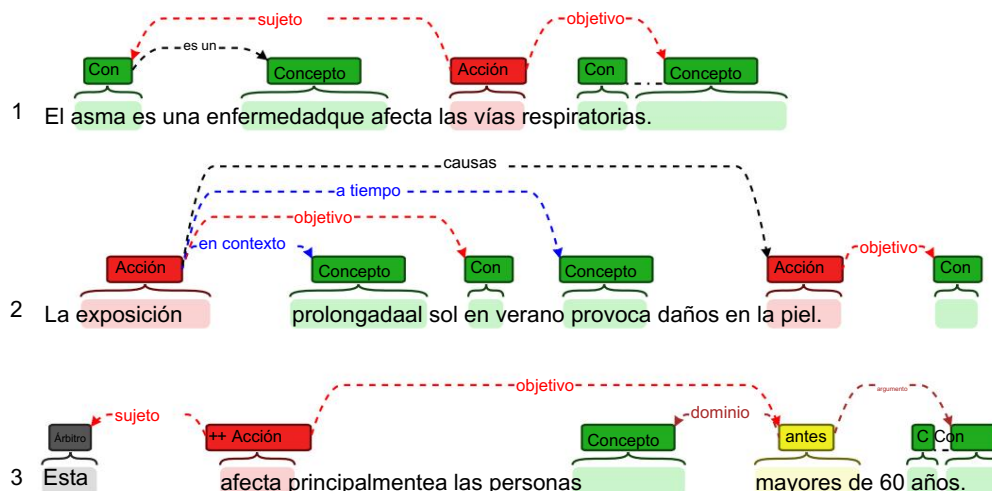 sujeto objetivo
es un
Con Concepto Acción Con Concepto
1 El asma es una enfermedadque afecta las vías respiratorias.
causas
a tiempo
objetivo
en contexto objetivo
Acción Concepto Con Concepto Acción Con
2 La exposición prolongadaal sol en verano provoca daños en la piel.
objetivo argumento
sujeto dominio
Árbitro ++ Acción Concepto antes C Con
3 Esta afecta principalmentea las personas mayores de 60 años.